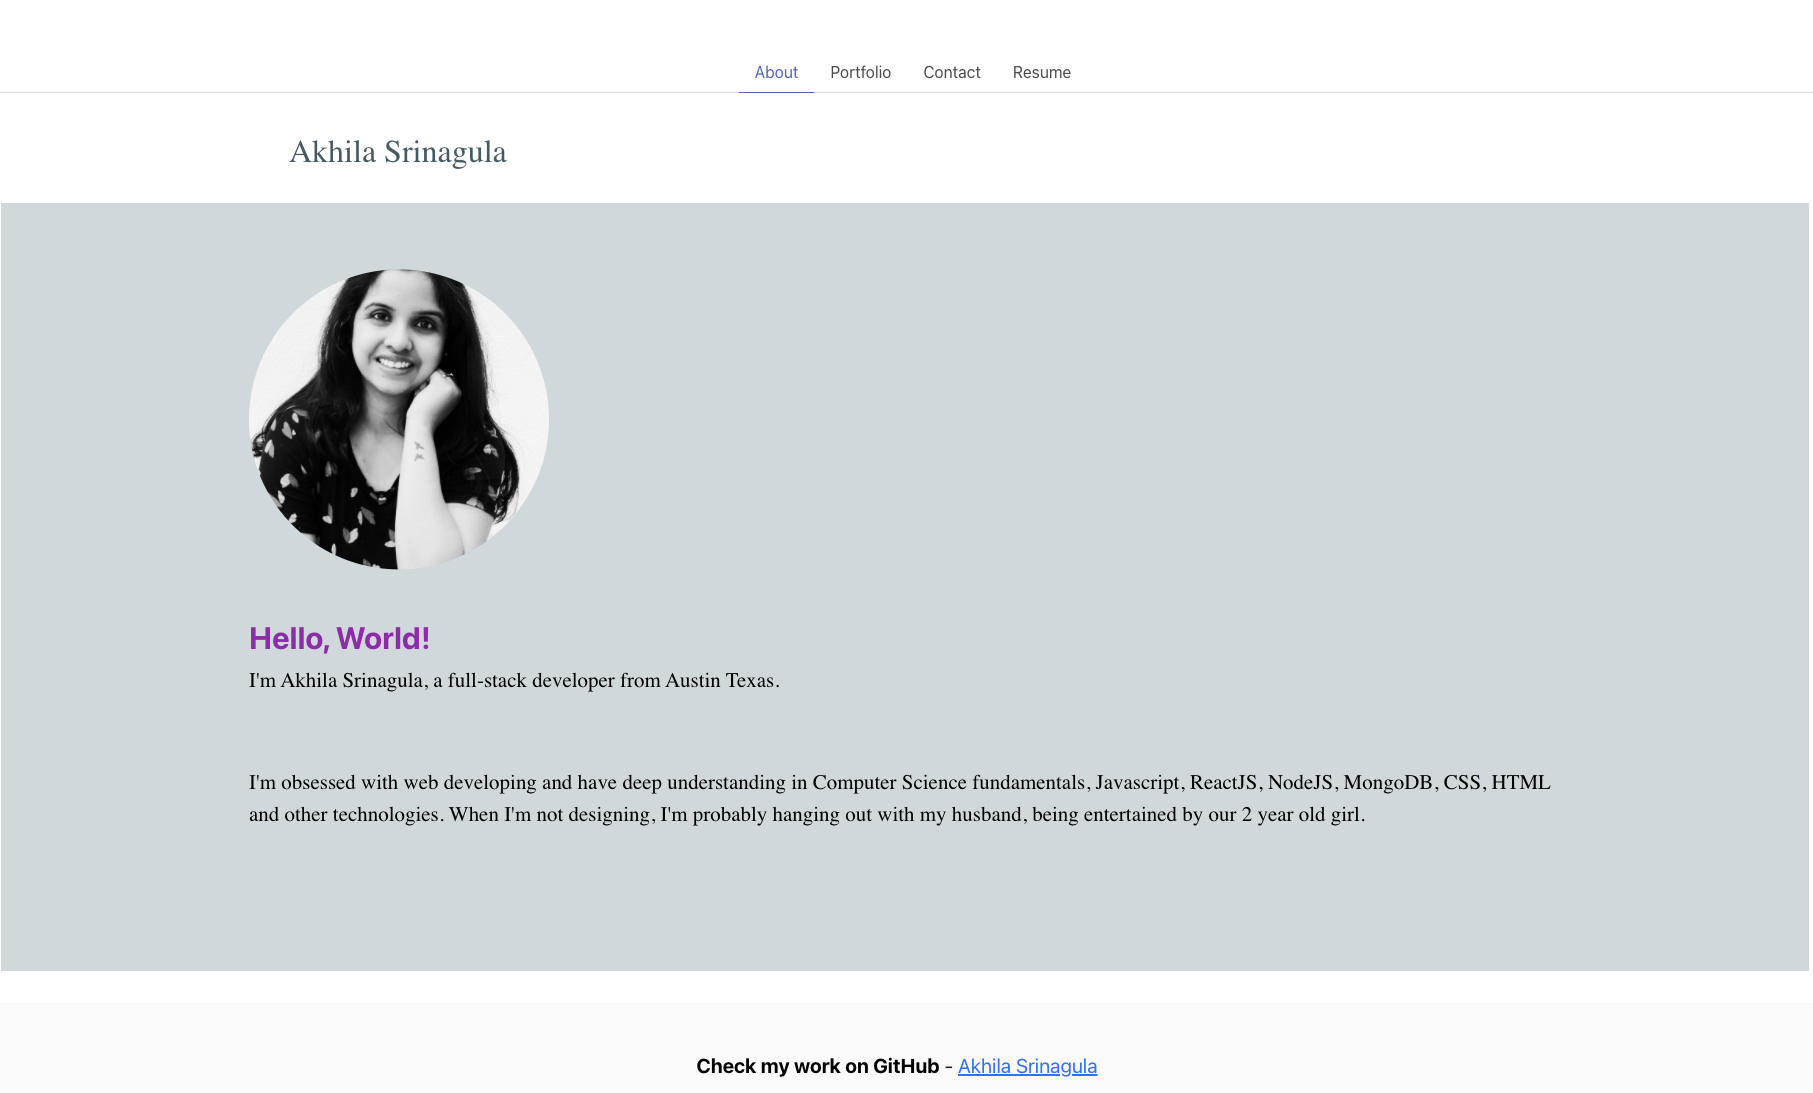 About Portfolio Contact Resume
Akhila Srinagula
Hello, World!
I'm Akhila Srinagula, a full-stack developer from Austin Texas.
I'm obsessed with web developing and have deep understanding in Computer Science fundamentals, Javascript, ReactJS, NodeJS, MongoDB, CSS, HTML
and other technologies. When I'm not designing, I'm probably hanging out with my husband, being entertained by our 2 year old girl.
Check my work on GitHub - Akhila Srinagula